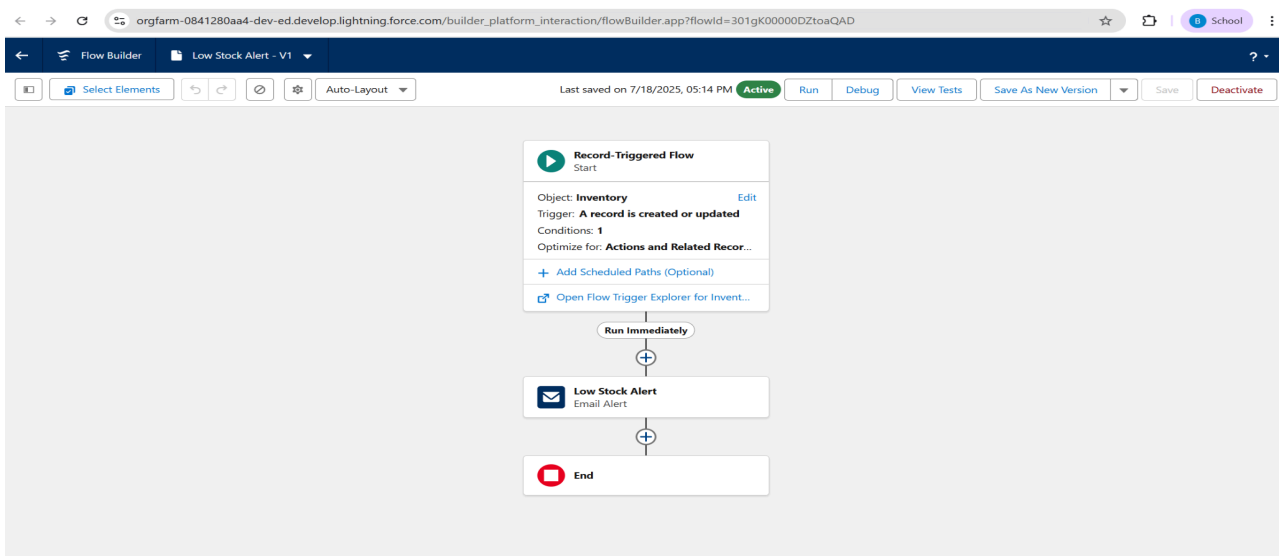 orgfarm-0841280aa4-dev-ed.develop.lightning.force.com/builder_platform_interaction/flowBuilder.app?flowId=301gK00000DZtoaQAD
B School
Flow Builder Low Stock Alert - V1 ?
Select Elements Auto-Layout Last saved on 7/18/2025, 05:14 PM Active Run Debug View Tests Save As New Version Save Deactivate
Record-Triggered Flow
Start
Object: Inventory Edit
Trigger: A record is created or updated
Conditions: 1
Optimize for: Actions and Related Recor...
Add Scheduled Paths (Optional)
Open Flow Trigger Explorer for Invent...
Run Immediately
Low Stock Alert
Email Alert
End